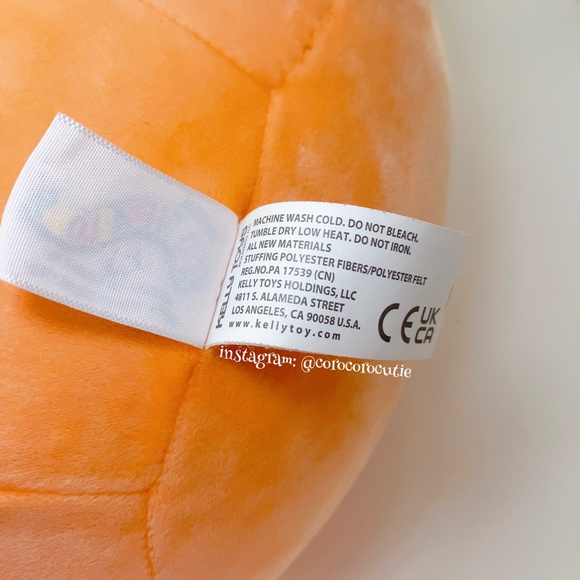 KELLY TOYS
MACHINE WASH COLD. DO NOT BLEACH.
TUMBLE DRY LOW HEAT. DO NOT IRON.
ALL NEW MATERIALS
STUFFING POLYESTER FIBERS/POLYESTER FELT
REG.NO.PA 17539 (CN)
KELLY TOYS HOLDINGS, LLC
4811 S. ALAMEDA STREET
LOS ANGELES, CA 90058 U.S.A.
www.kellytoy.com
CE
UK
CA
instagram: @corocorocutie